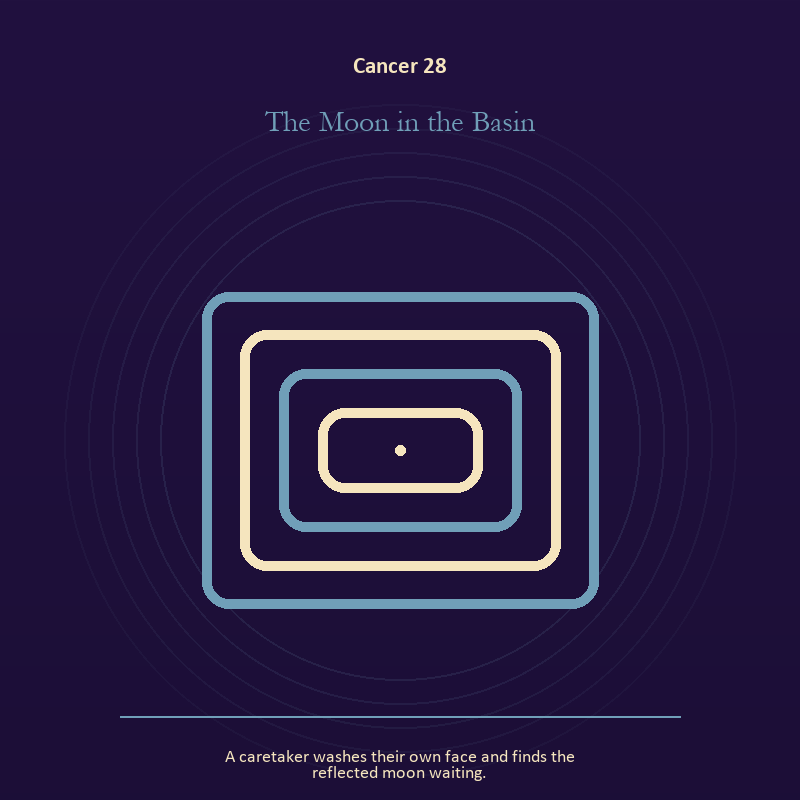 Cancer 28
The Moon in the Basin
A caretaker washes their own face and finds the
reflected moon waiting.